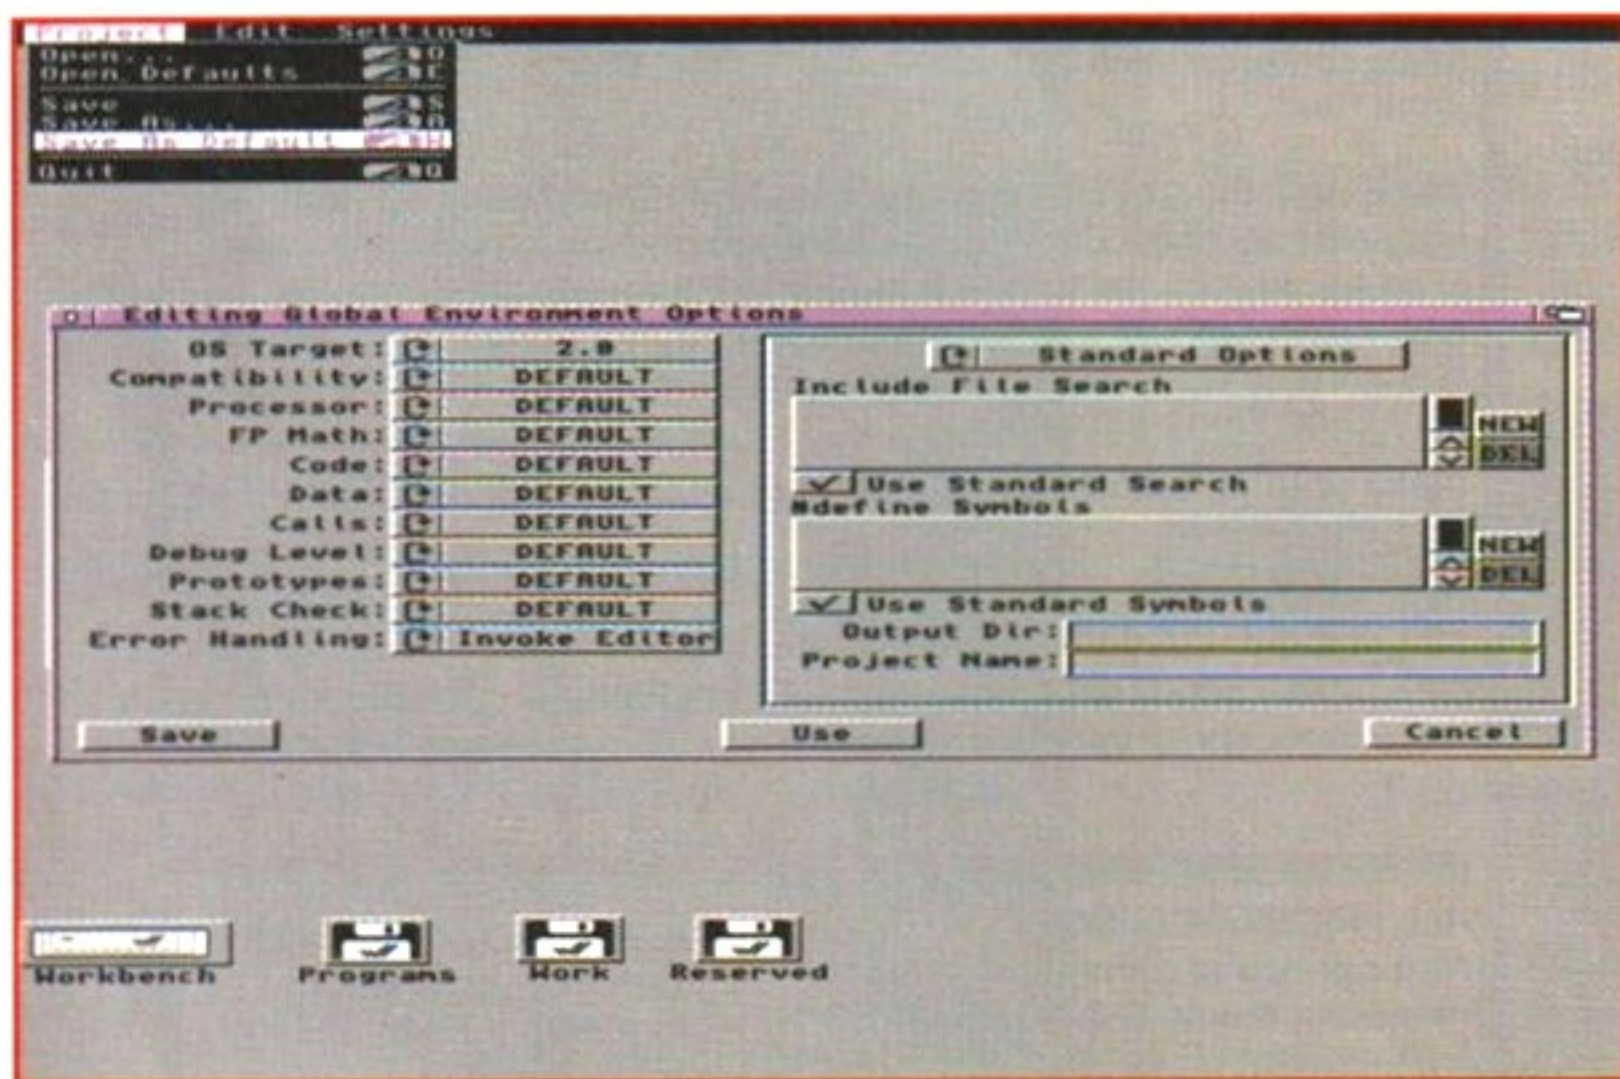 Project Edit Settings
Open... O
Open Defaults E
Save S
Save As... A
Save As Default W
Quit Q
Editing Global Environment Options
OS Target: 2.0
Compatibility: DEFAULT
Processor: DEFAULT
FP Math: DEFAULT
Code: DEFAULT
Data: DEFAULT
Calls: DEFAULT
Debug Level: DEFAULT
Prototypes: DEFAULT
Stack Check: DEFAULT
Error Handling: Invoke Editor
Standard Options
Include File Search
NEW
DEL
Use Standard Search
#define Symbols
NEW
DEL
Use Standard Symbols
Output Dir:
Project Name:
Save Use Cancel
Workbench Programs Work Reserved